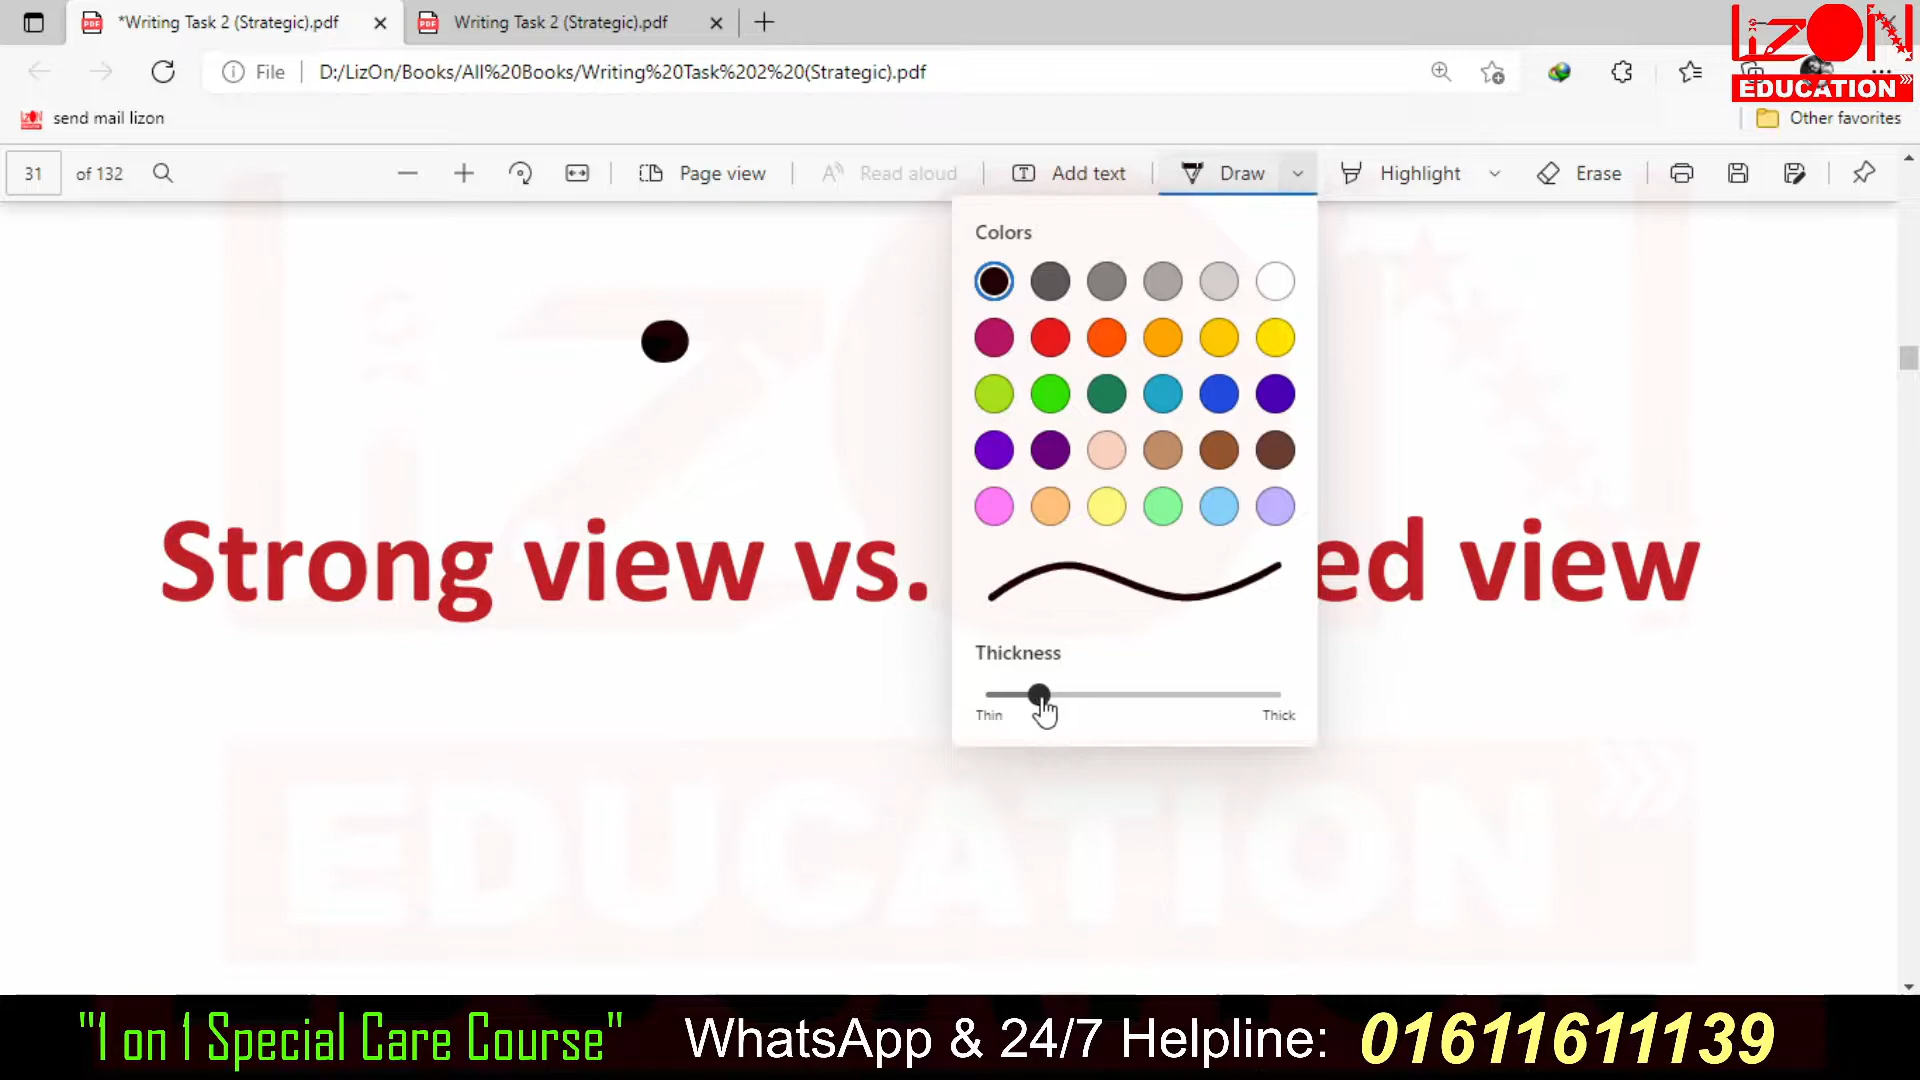 *Writing Task 2 (Strategic).pdf
Writing Task 2 (Strategic).pdf
File
D:/LizOn/Books/All%20Books/Writing%20Task%202%20(Strategic).pdf
LizON
EDUCATION
send mail lizon
Other favorites
31 of 132
Page view
Read aloud
Add text
Draw
Highlight
Erase
Colors
Strong view vs. ed view
Thickness
Thin
Thick
EDUCATION
"1 on 1 Special Care Course" WhatsApp & 24/7 Helpline: 01611611139